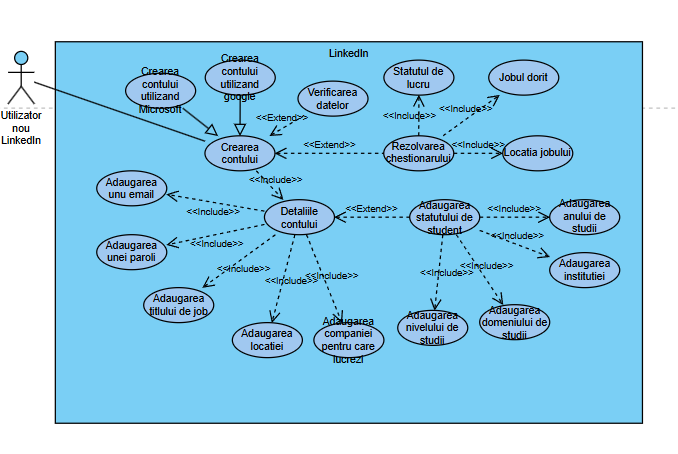 LinkedIn
Utilizator
nou
LinkedIn
Crearea
contului
utilizand
Microsoft
Crearea
contului
utilizand
google
Verificarea
datelor
Statutul de
lucru
Jobul dorit
<<Extend>>
<<Include>>
<<Include>>
Crearea
contului
<<Extend>>
Rezolvarea
chestionarului
<<Include>>
Locatia jobului
<<Include>>
Adaugarea
unu email
<<Include>>
Detaliile
contului
<<Extend>>
Adaugarea
statutului de
student
<<Include>>
Adaugarea
anului de
studii
Adaugarea
unei paroli
<<Include>>
<<Include>>
Adaugarea
institutiei
<<Include>>
<<Include>>
<<Include>>
<<Include>>
<<Include>>
Adaugarea
titlului de job
Adaugarea
locatiei
Adaugarea
companiei
pentru care
lucrezi
Adaugarea
nivelului de
studii
Adaugarea
domeniului de
studii